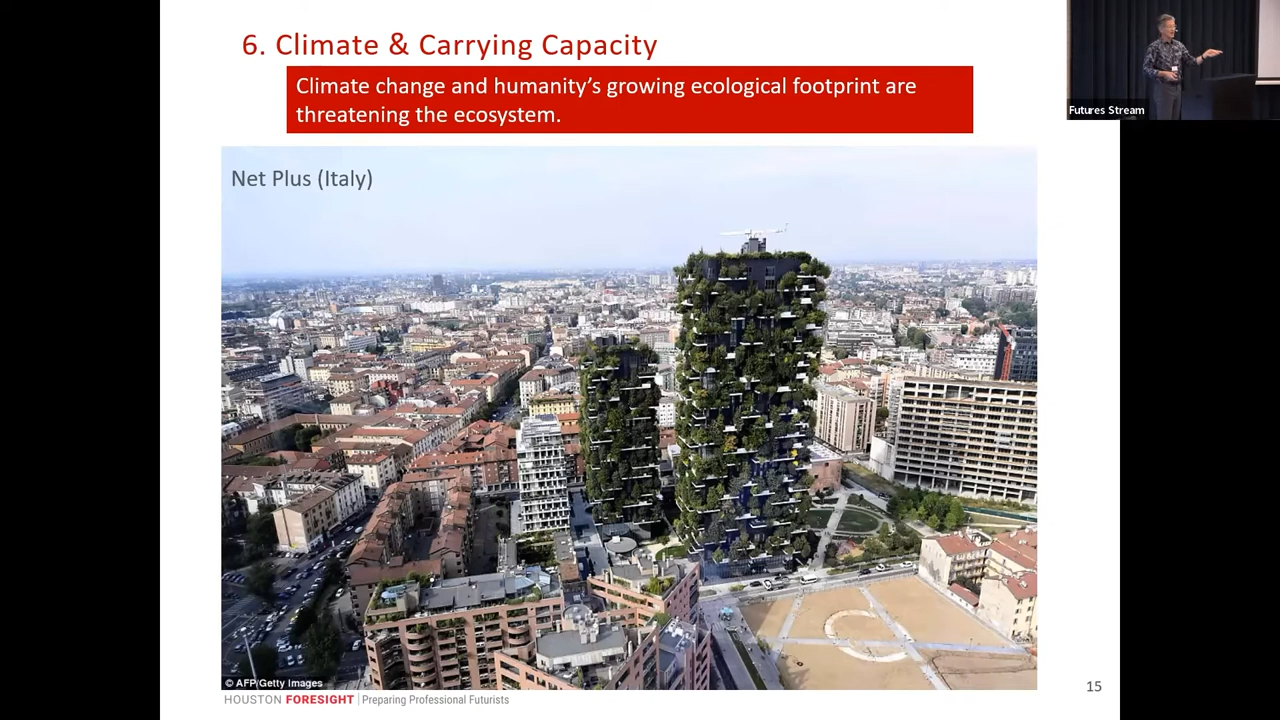 6. Climate & Carrying Capacity
Climate change and humanity’s growing ecological footprint are
threatening the ecosystem.
Futures Stream
Net Plus (Italy)
© AFP/Getty Images
HOUSTON FORESIGHT | Preparing Professional Futurists
15